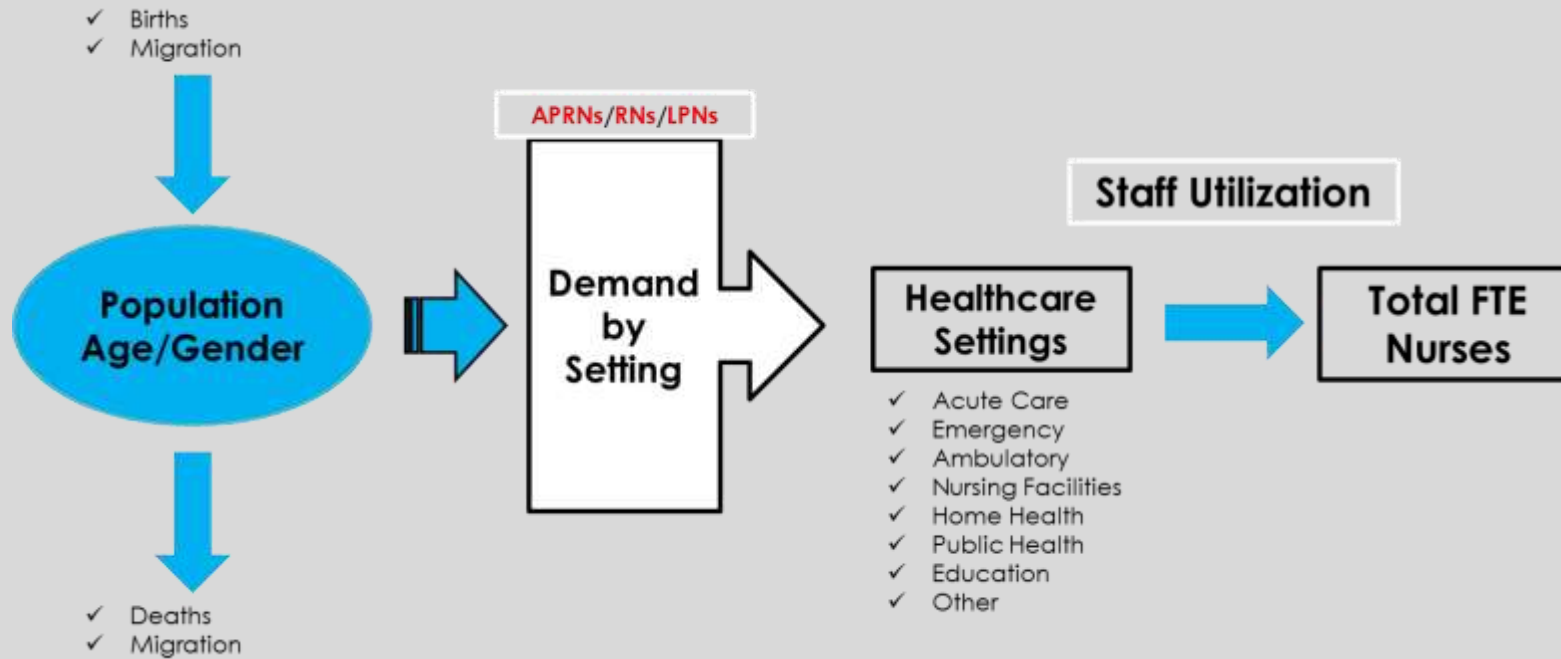 ✓ Births
✓ Migration
Population
Age/Gender
✓ Deaths
✓ Migration
APRNs/RNs/LPNs
Demand
by
Setting
Staff Utilization
Healthcare
Settings
✓ Acute Care
✓ Emergency
✓ Ambulatory
✓ Nursing Facilities
✓ Home Health
✓ Public Health
✓ Education
✓ Other
Total FTE
Nurses